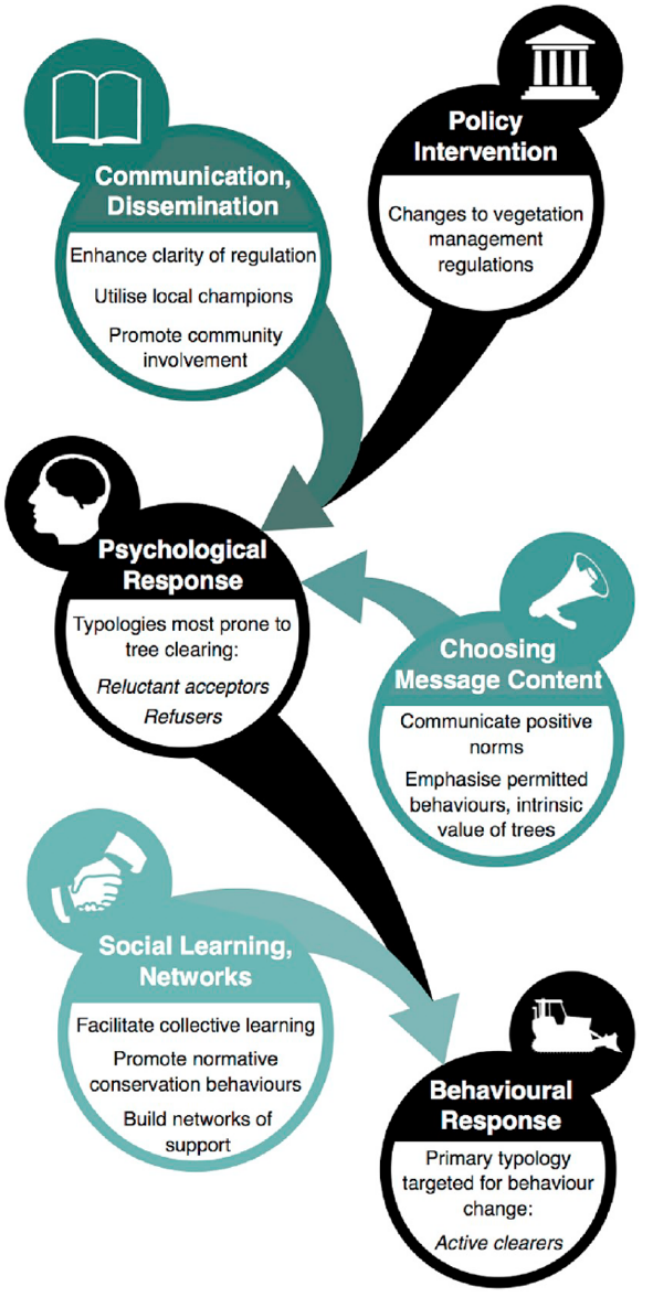 Communication,
Dissemination
Enhance clarity of regulation
Utilise local champions
Promote community
involvement
Policy
Intervention
Changes to vegetation
management
regulations
Psychological
Response
Typologies most prone to
tree clearing:
Reluctant acceptors
Refusers
Choosing
Message Content
Communicate positive
norms
Emphasise permitted
behaviours, intrinsic
value of trees
Social Learning,
Networks
Facilitate collective learning
Promote normative
conservation behaviours
Build networks of
support
Behavioural
Response
Primary typology
targeted for behaviour
change:
Active clearers